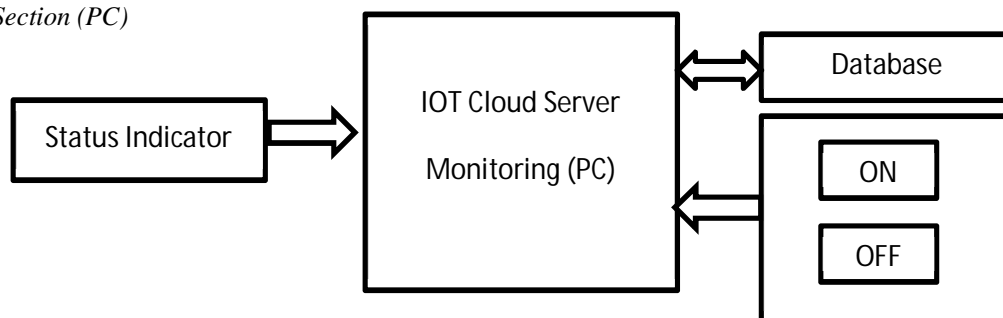 Section (PC)
Status Indicator
IOT Cloud Server
Monitoring (PC)
Database
ON
OFF